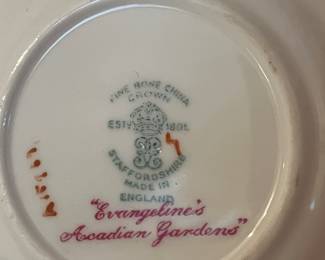 FINE BONE CHINA
CROWN
ESTD 1801
STAFFORDSHIRE
MADE IN
ENGLAND
"Evangeline's
Acadian Gardens"